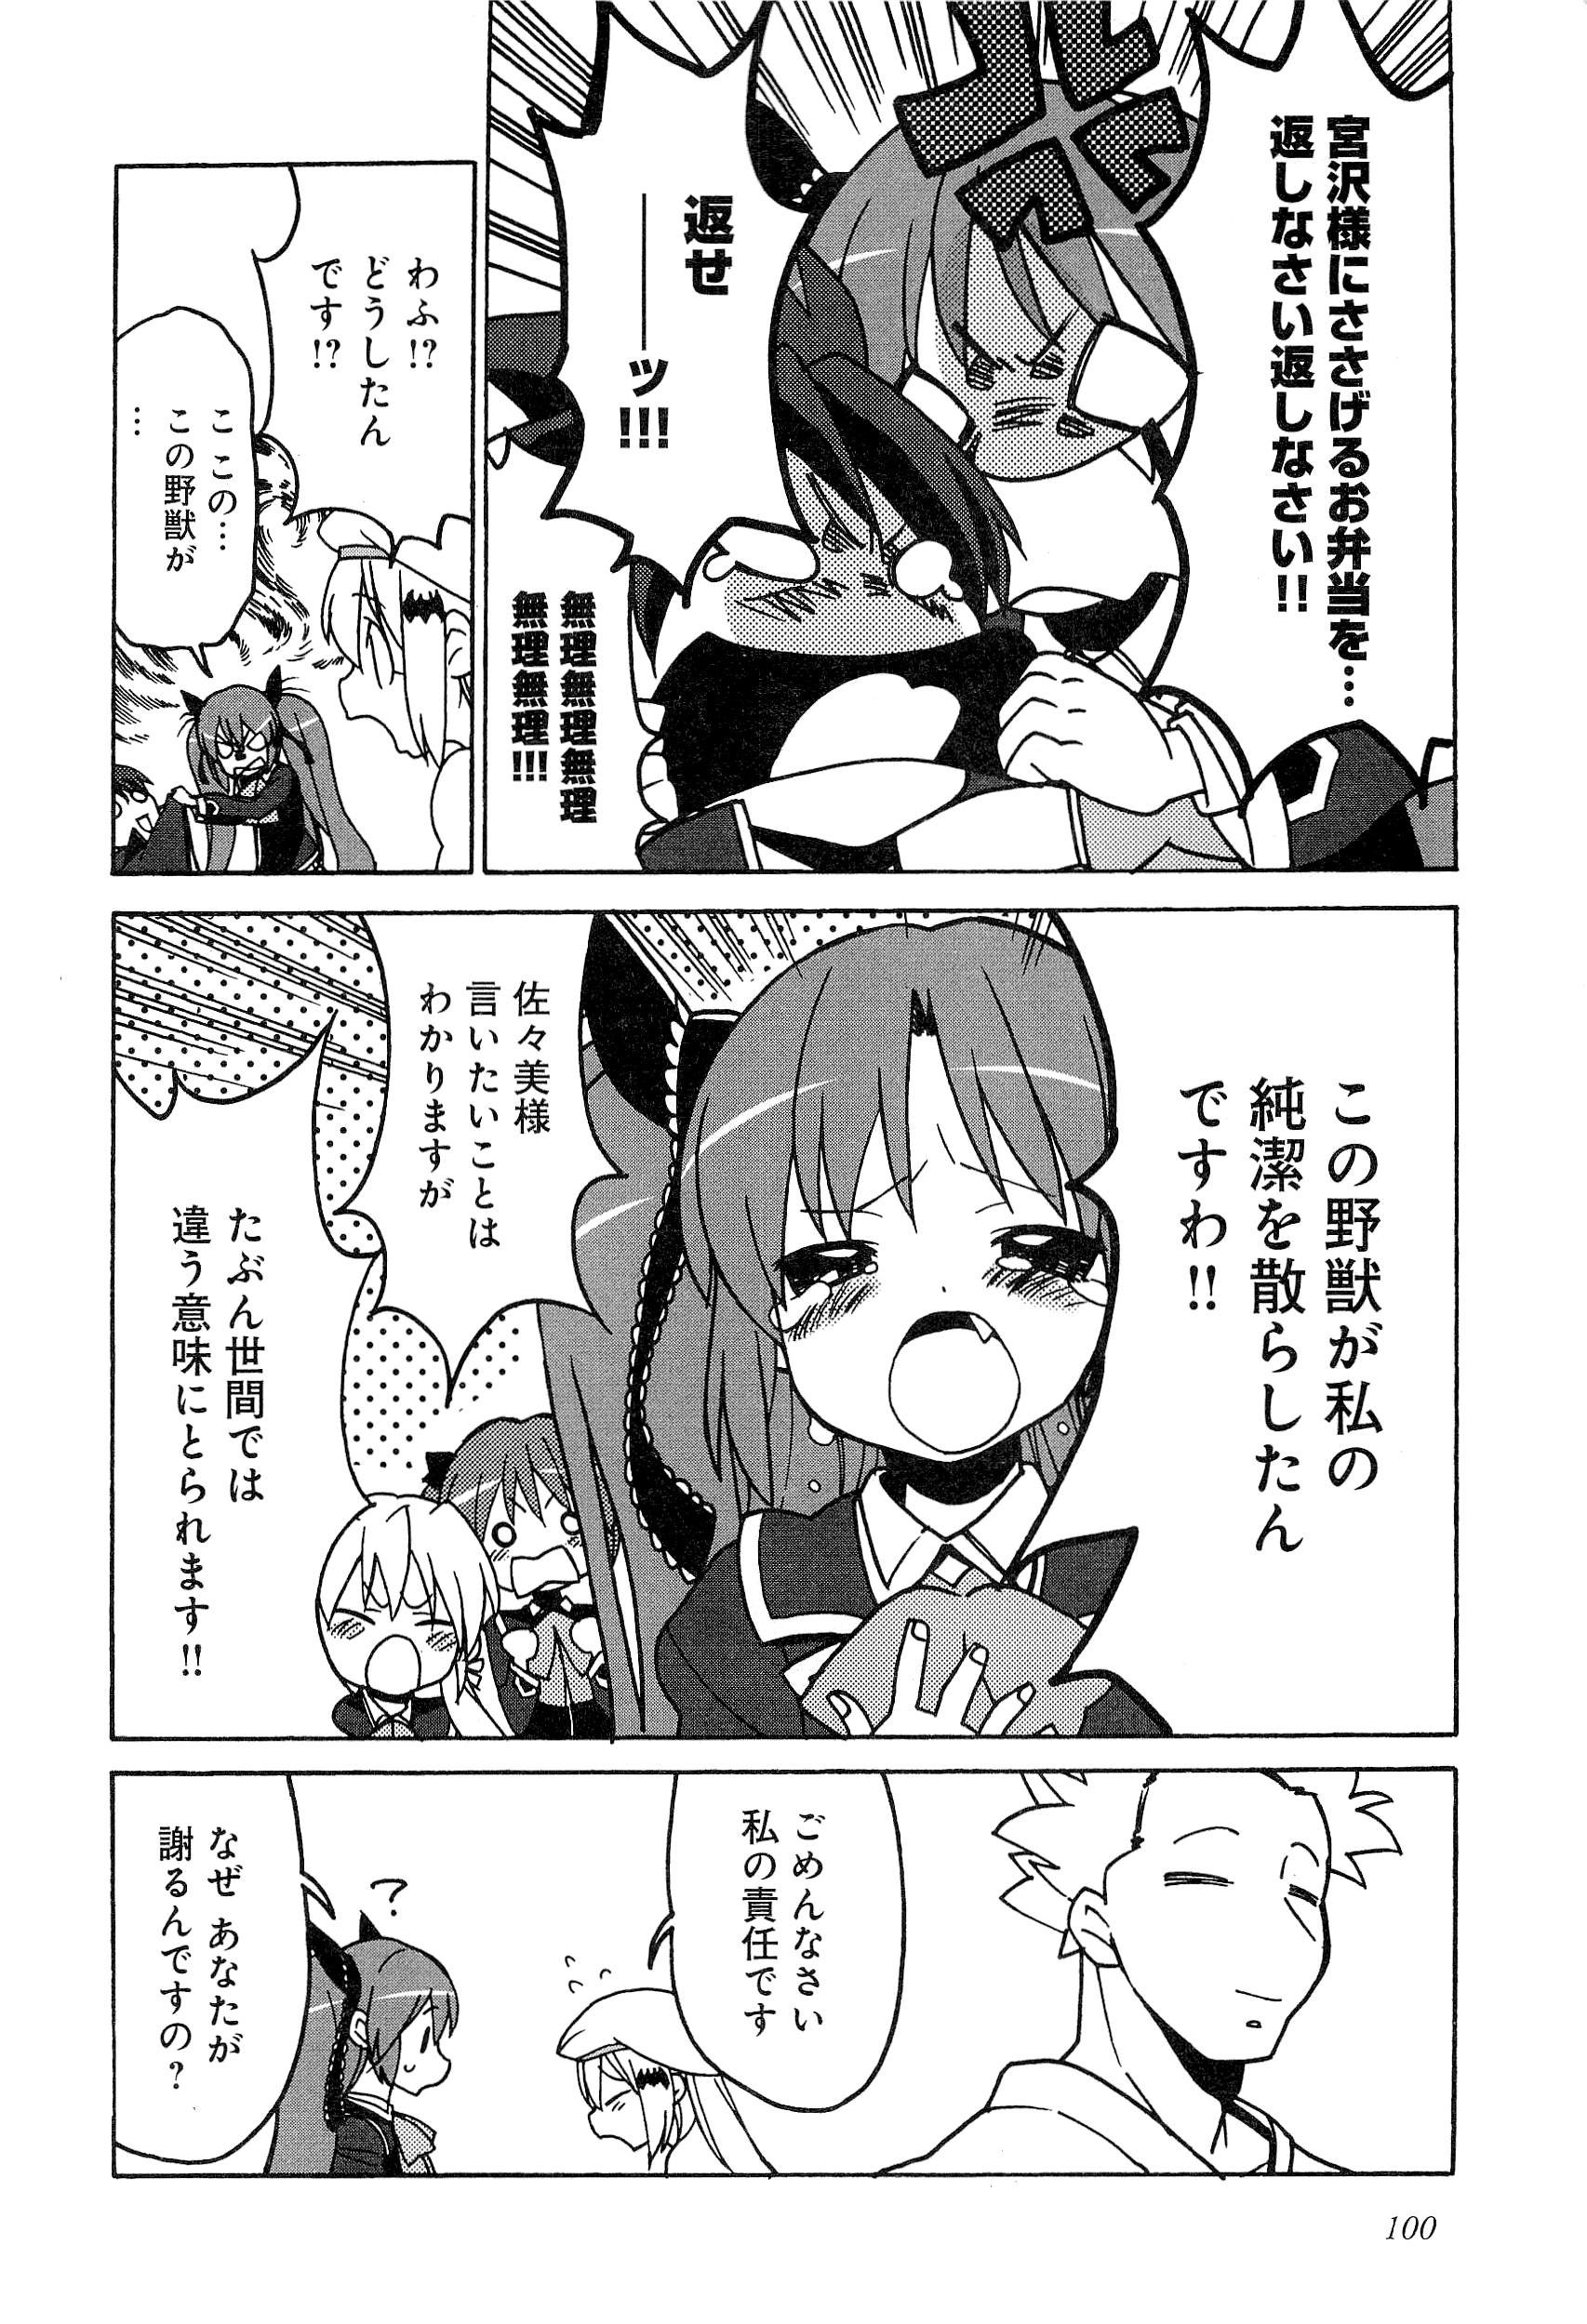 宮沢様にささげるお弁当を…
返しなさい返しなさい!!
返せ
――ッ!!!
無理無理無理
無理無理!!!
わふ!?
どうしたん
です!?
こ この…
この野獣が
…
この野獣が私の
純潔を散らしたん
ですわ!!
佐々美様
言いたいことは
わかりますが
たぶん世間では
違う意味にとられます!!
ごめんなさい
私の責任です
?
なぜ あなたが
謝るんですの?
100